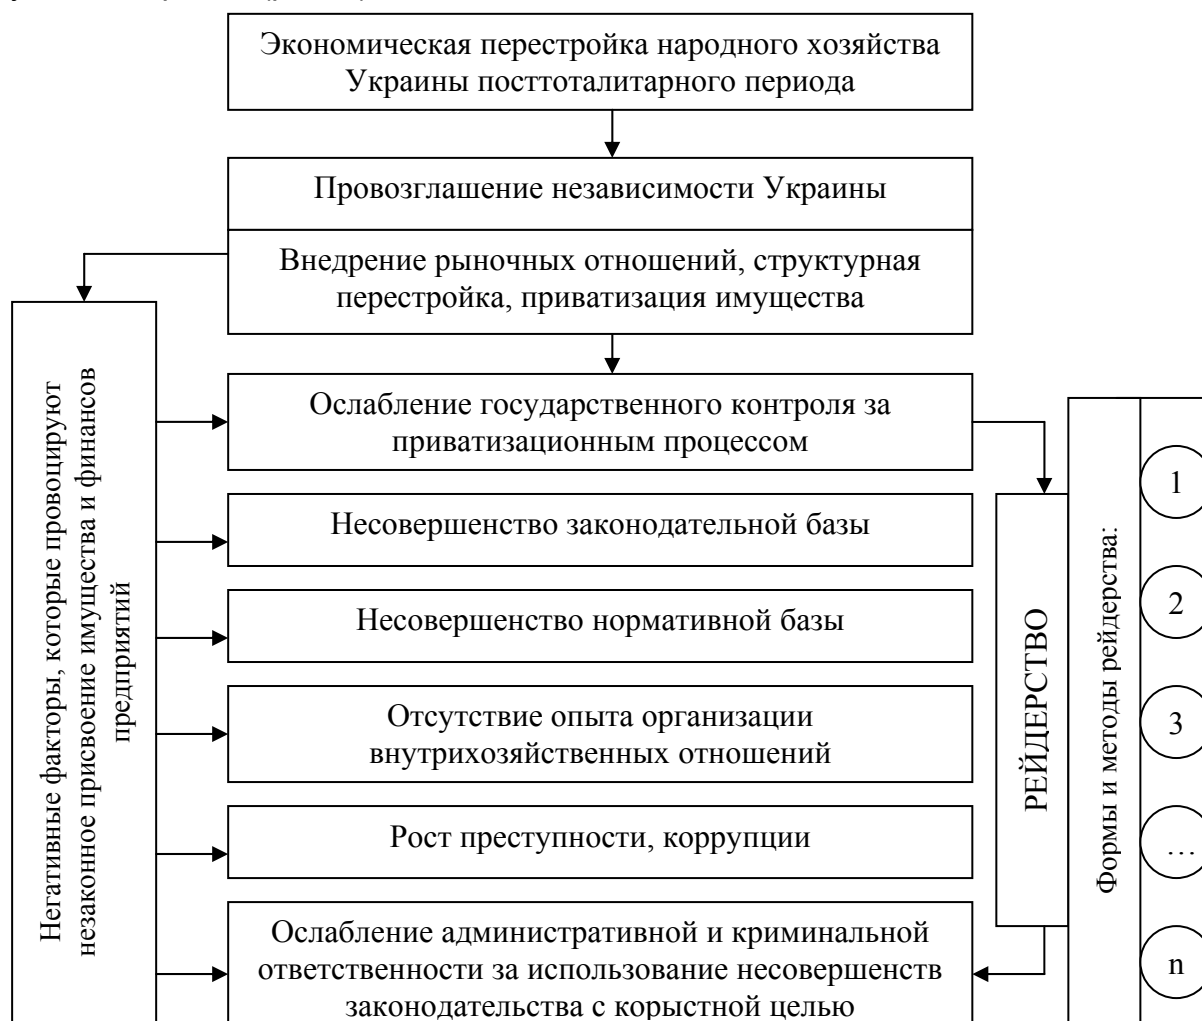 Экономическая перестройка народного хозяйства
Украины посттоталитарного периода
Провозглашение независимости Украины
Внедрение рыночных отношений, структурная
перестройка, приватизация имущества
Негативные факторы, которые провоцируют
незаконное присвоение имущества и финансов
предприятий
Ослабление государственного контроля за
приватизационным процессом
Несовершенство законодательной базы
Несовершенство нормативной базы
Отсутствие опыта организации
внутрихозяйственных отношений
Рост преступности, коррупции
Ослабление административной и криминальной
ответственности за использование несовершенств
законодательства с корыстной целью
РЕЙДЕРСТВО
Формы и методы рейдерства:
1
2
3
…
n